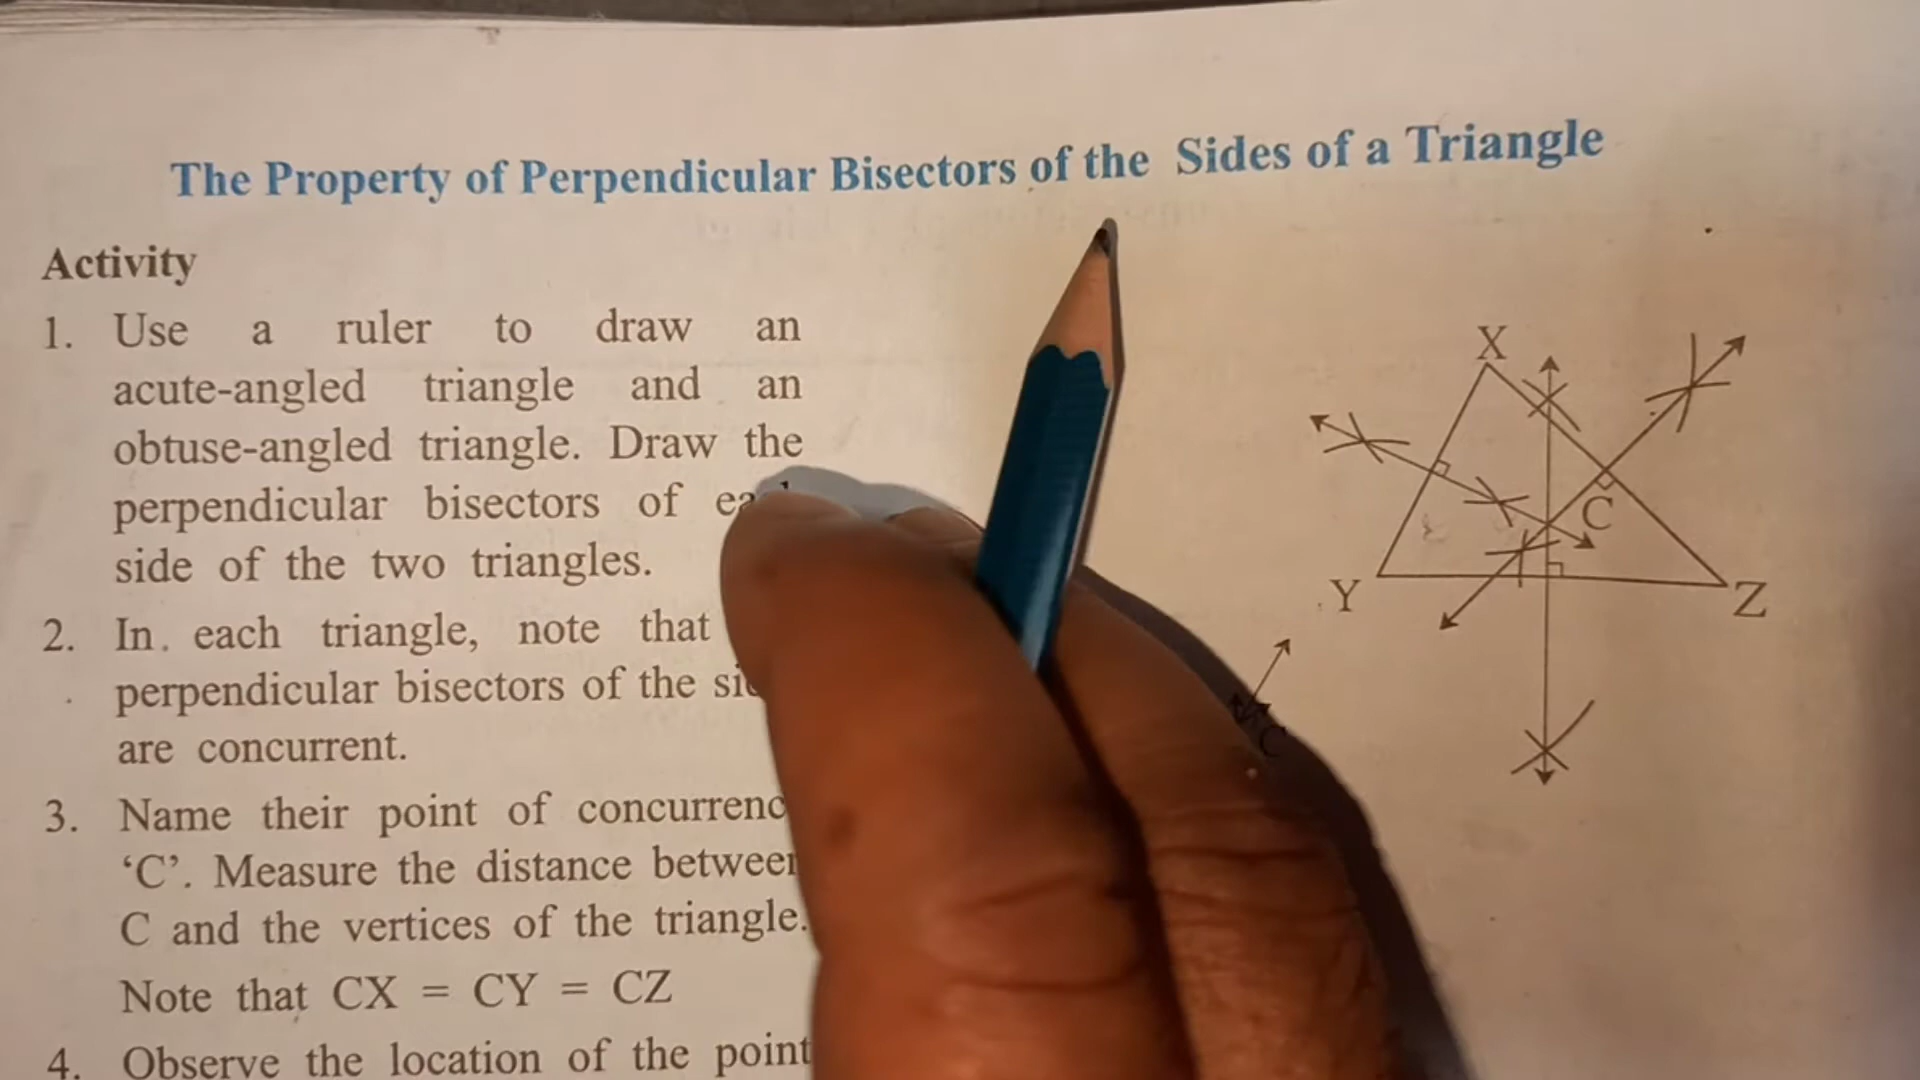 The Property of Perpendicular Bisectors of the Sides of a Triangle
Activity
1. Use a ruler to draw an
acute-angled triangle and an
obtuse-angled triangle. Draw the
perpendicular bisectors of
side of the two triangles.
2. In each triangle, note that
perpendicular bisectors of the
are concurrent.
3. Name their point of
‘C’. Measure the distance between
C and the vertices of the triangle.
Note that CX = CY = CZ
4. Observe the location of the point
X
C
Y
Z
C